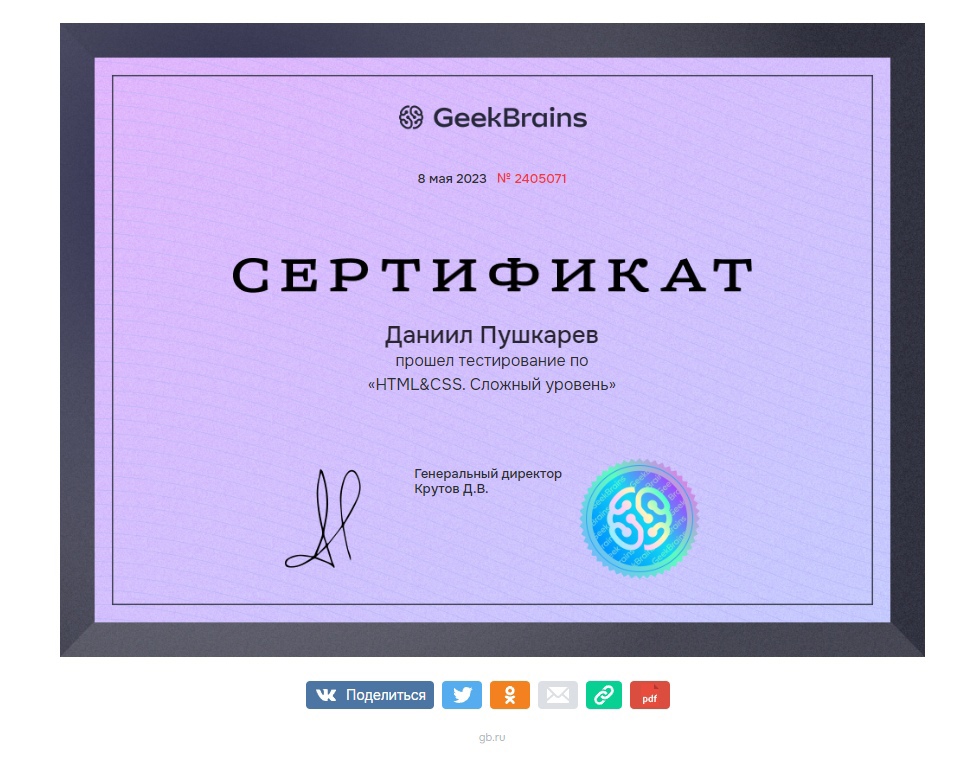 GeekBrains
8 мая 2023 № 2405071
СЕРТИФИКАТ
Даниил Пушкарев
прошел тестирование по
«HTML&CSS. Сложный уровень»
Генеральный директор
Крутов Д.В.
Поделиться
pdf
gb.ru